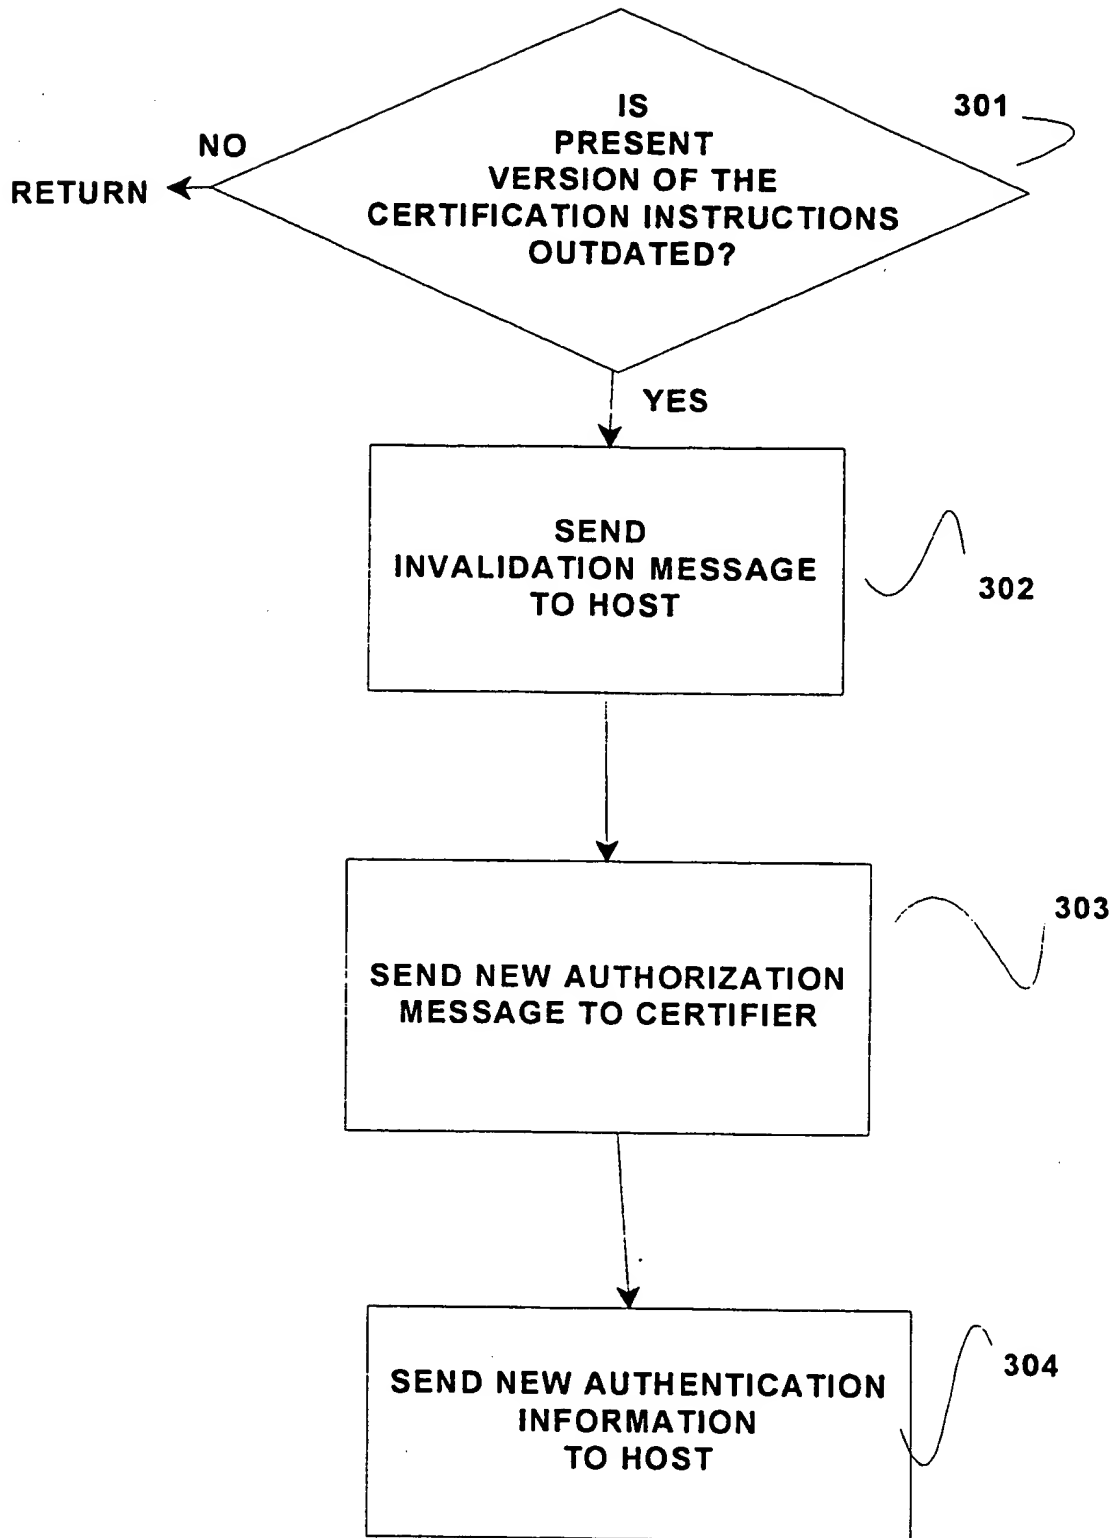 IS
PRESENT
VERSION OF THE
CERTIFICATION INSTRUCTIONS
OUTDATED?
301
NO
RETURN
YES
SEND
INVALIDATION MESSAGE
TO HOST
302
SEND NEW AUTHORIZATION
MESSAGE TO CERTIFIER
303
SEND NEW AUTHENTICATION
INFORMATION
TO HOST
304